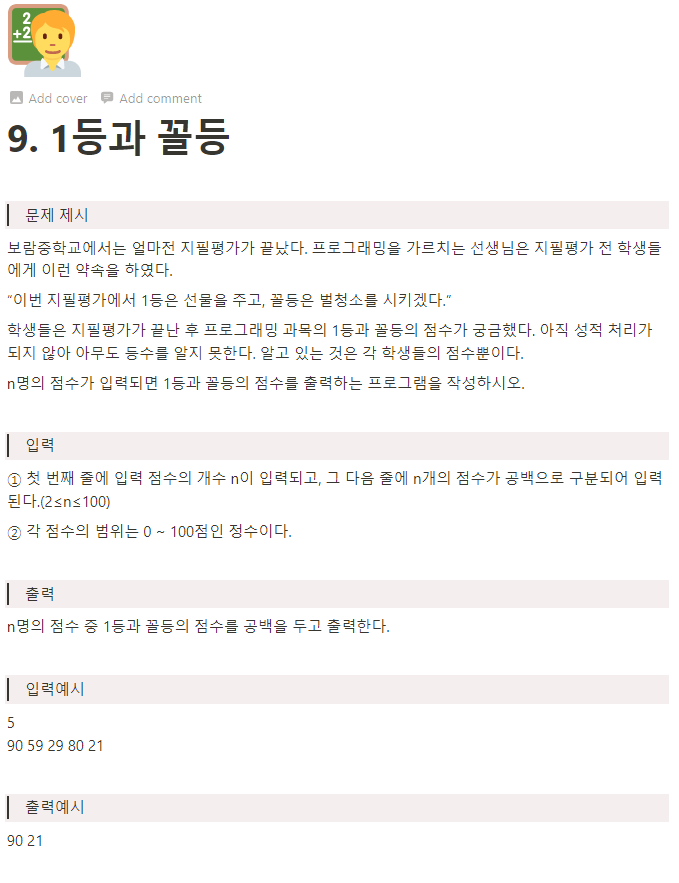 2
+2
Add cover Add comment
9. 1등과 꼴등
문제 제시
보람중학교에서는 얼마전 지필평가가 끝났다. 프로그래밍을 가르치는 선생님은 지필평가 전 학생들
에게 이런 약속을 하였다.
“이번 지필평가에서 1등은 선물을 주고, 꼴등은 벌청소를 시키겠다.”
학생들은 지필평가가 끝난 후 프로그래밍 과목의 1등과 꼴등의 점수가 궁금했다. 아직 성적 처리가
되지 않아 아무도 등수를 알지 못한다. 알고 있는 것은 각 학생들의 점수뿐이다.
n명의 점수가 입력되면 1등과 꼴등의 점수를 출력하는 프로그램을 작성하시오.
입력
① 첫 번째 줄에 입력 점수의 개수 n이 입력되고, 그 다음 줄에 n개의 점수가 공백으로 구분되어 입력
된다.(2≤n≤100)
② 각 점수의 범위는 0 ~ 100점인 정수이다.
출력
n명의 점수 중 1등과 꼴등의 점수를 공백을 두고 출력한다.
입력예시
5
90 59 29 80 21
출력예시
90 21